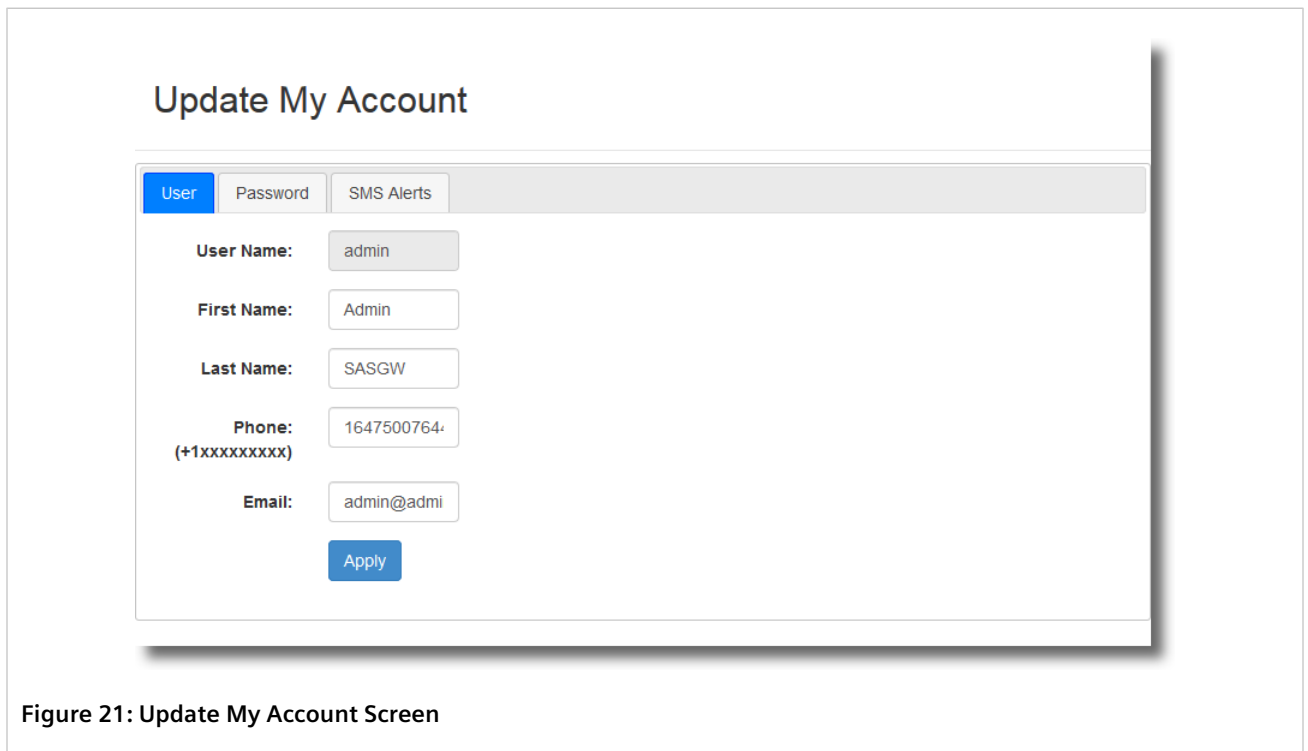 Update My Account
User Password SMS Alerts
User Name: admin
First Name: Admin
Last Name: SASGW
Phone: 1647500764
(+1xxxxxxxxx)
Email: admin@admi
Apply
Figure 21: Update My Account Screen